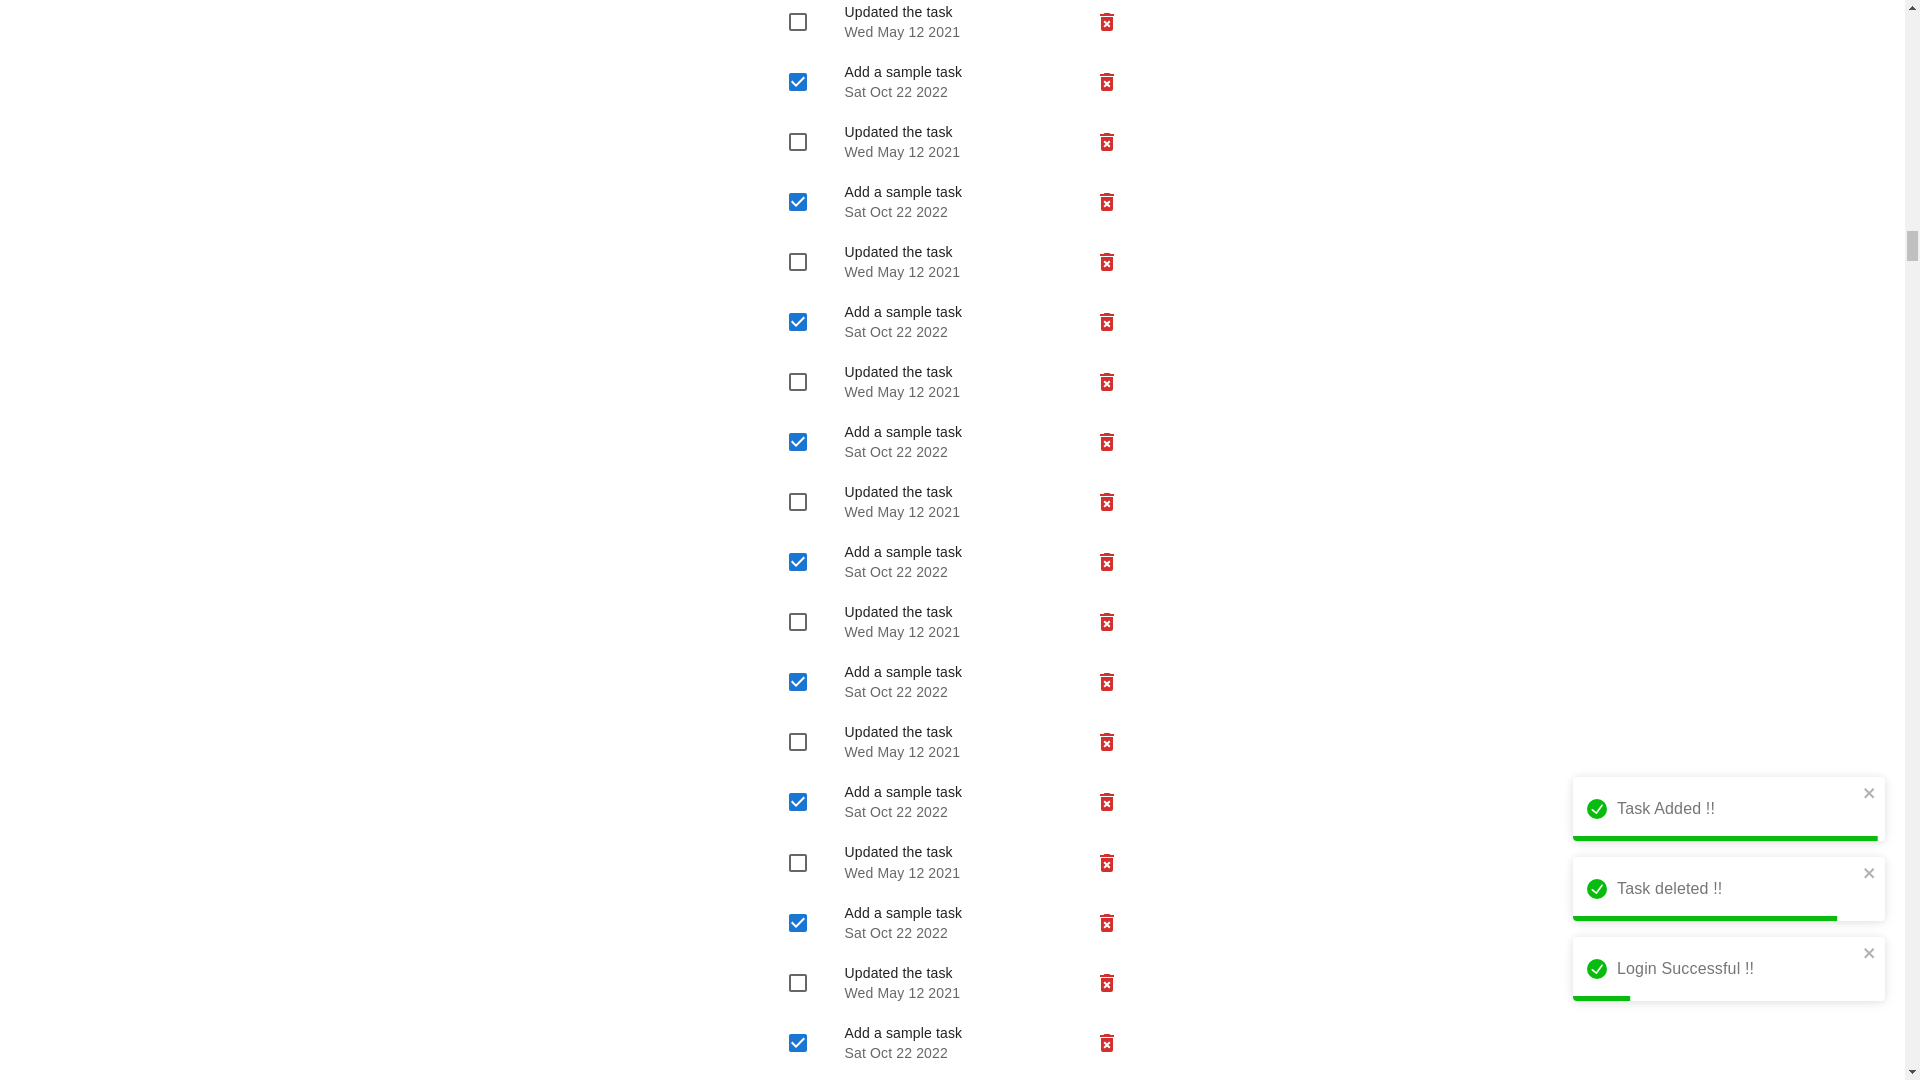 Updated the task
Wed May 12 2021
Add a sample task
Sat Oct 22 2022
Updated the task
Wed May 12 2021
Add a sample task
Sat Oct 22 2022
Updated the task
Wed May 12 2021
Add a sample task
Sat Oct 22 2022
Updated the task
Wed May 12 2021
Add a sample task
Sat Oct 22 2022
Updated the task
Wed May 12 2021
Add a sample task
Sat Oct 22 2022
Updated the task
Wed May 12 2021
Add a sample task
Sat Oct 22 2022
Updated the task
Wed May 12 2021
Add a sample task
Sat Oct 22 2022
Updated the task
Wed May 12 2021
Add a sample task
Sat Oct 22 2022
Updated the task
Wed May 12 2021
Add a sample task
Sat Oct 22 2022
Task Added !!
Task deleted !!
Login Successful !!